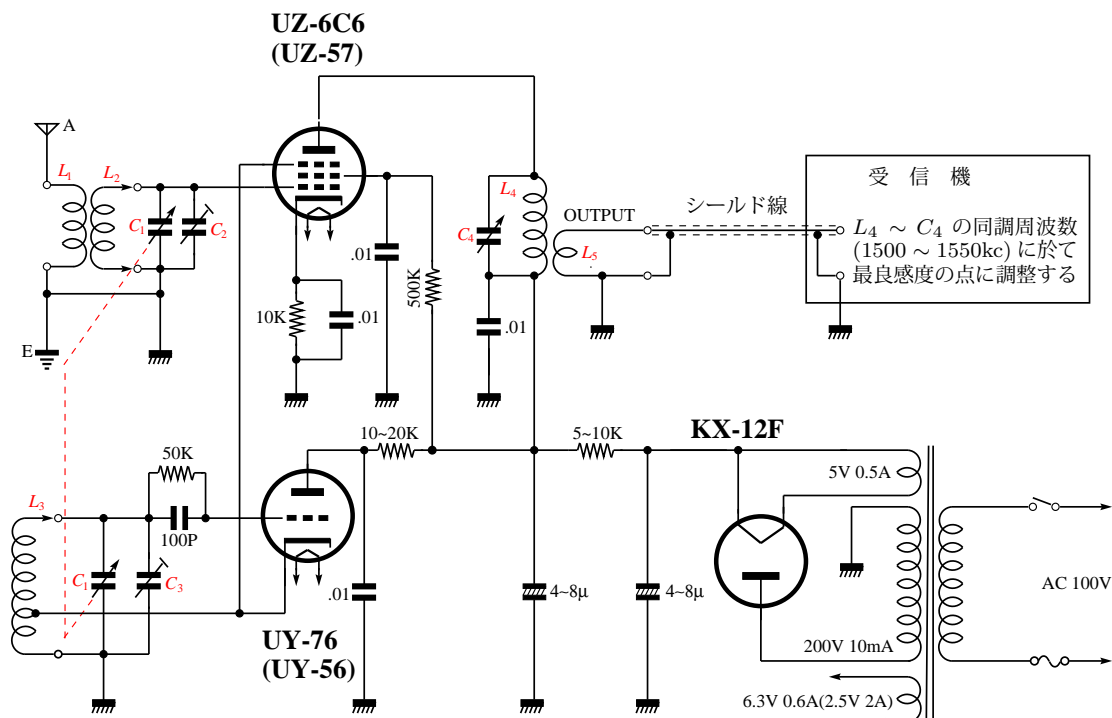 UZ-6C6
(UZ-57)
A
L₁
L₂
C₁
C₂
E
10K
.01
.01
500K
L₄
C₄
.01
OUTPUT
L₅
シールド線
受 信 機
L₄ ~ C₄ の同調周波数
(1500 ~ 1550kc) に於て
最良感度の点に調整する
10~20K
5~10K
KX-12F
50K
100P
L₃
C₁
C₃
.01
4~8μ
4~8μ
5V 0.5A
AC 100V
200V 10mA
6.3V 0.6A(2.5V 2A)
UY-76
(UY-56)